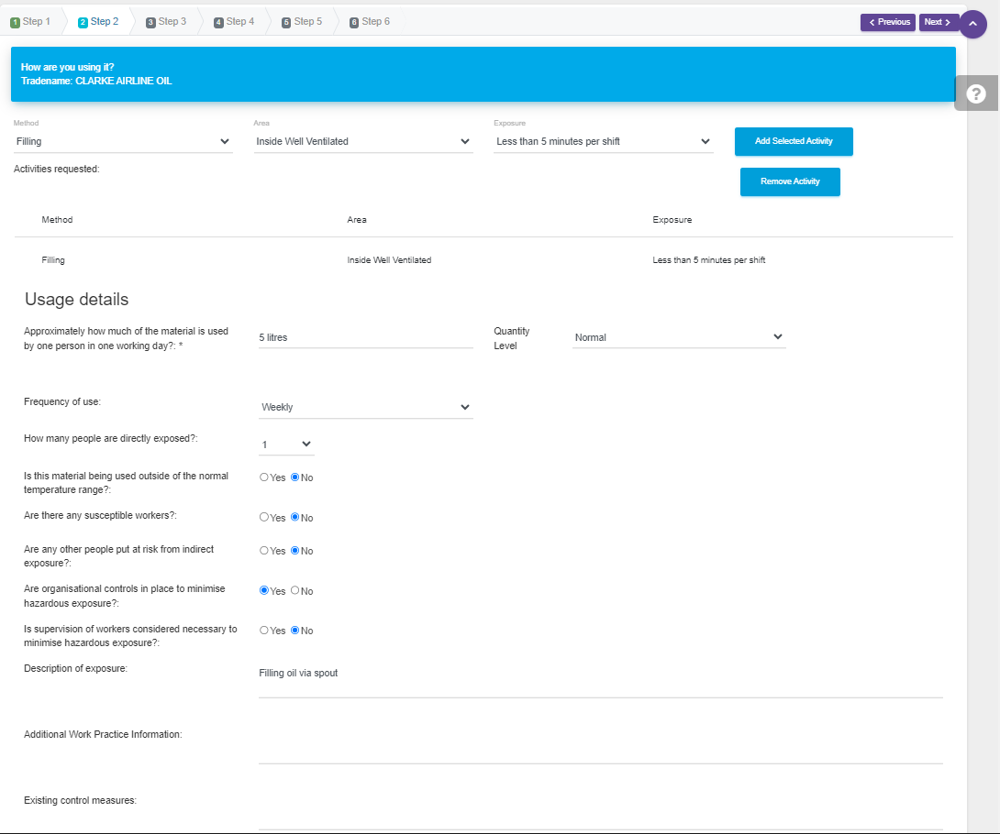 1 Step 1
2 Step 2
3 Step 3
4 Step 4
5 Step 5
6 Step 6
Previous
Next
How are you using it?
Tradename: CLARKE AIRLINE OIL
?
Method
Area
Exposure
Filling
Inside Well Ventilated
Less than 5 minutes per shift
Add Selected Activity
Activities requested:
Remove Activity
Method
Area
Exposure
Filling
Inside Well Ventilated
Less than 5 minutes per shift
Usage details
Approximately how much of the material is used
by one person in one working day?: *
5 litres
Quantity
Level
Normal
Frequency of use:
Weekly
How many people are directly exposed?:
1
Is this material being used outside of the normal
temperature range?:
Yes No
Are there any susceptible workers?:
Yes No
Are any other people put at risk from indirect
exposure?:
Yes No
Are organisational controls in place to minimise
hazardous exposure?:
Yes No
Is supervision of workers considered necessary to
minimise hazardous exposure?:
Yes No
Description of exposure:
Filling oil via spout
Additional Work Practice Information:
Existing control measures: